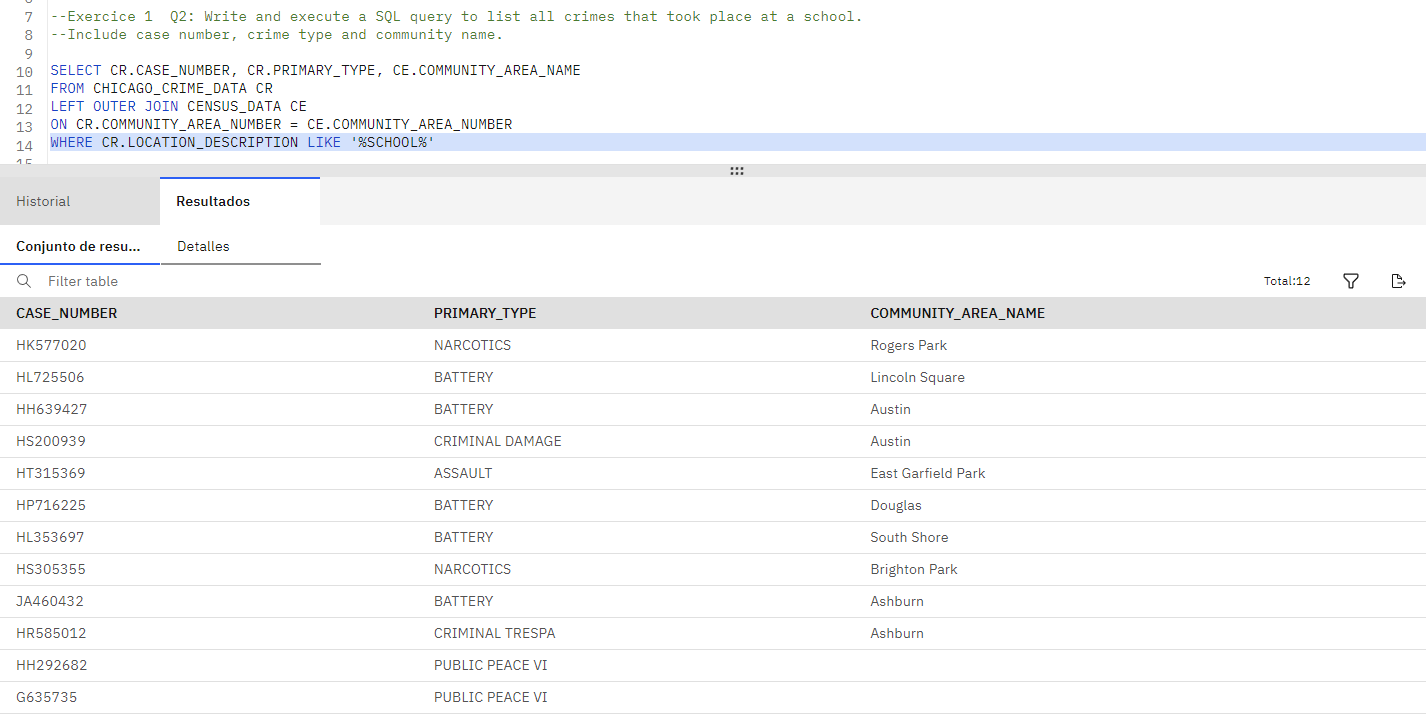 7 --Exercice 1  Q2: Write and execute a SQL query to list all crimes that took place at a school.
8 --Include case number, crime type and community name.
9
10 SELECT CR.CASE_NUMBER, CR.PRIMARY_TYPE, CE.COMMUNITY_AREA_NAME
11 FROM CHICAGO_CRIME_DATA CR
12 LEFT OUTER JOIN CENSUS_DATA CE
13 ON CR.COMMUNITY_AREA_NUMBER = CE.COMMUNITY_AREA_NUMBER
14 WHERE CR.LOCATION_DESCRIPTION LIKE '%SCHOOL%'
Historial Resultados
Conjunto de resu... Detalles
Filter table Total:12
CASE_NUMBER PRIMARY_TYPE COMMUNITY_AREA_NAME
HK577020 NARCOTICS Rogers Park
HL725506 BATTERY Lincoln Square
HH639427 BATTERY Austin
HS200939 CRIMINAL DAMAGE Austin
HT315369 ASSAULT East Garfield Park
HP716225 BATTERY Douglas
HL353697 BATTERY South Shore
HS305355 NARCOTICS Brighton Park
JA460432 BATTERY Ashburn
HR585012 CRIMINAL TRESPA Ashburn
HH292682 PUBLIC PEACE VI
G635735 PUBLIC PEACE VI